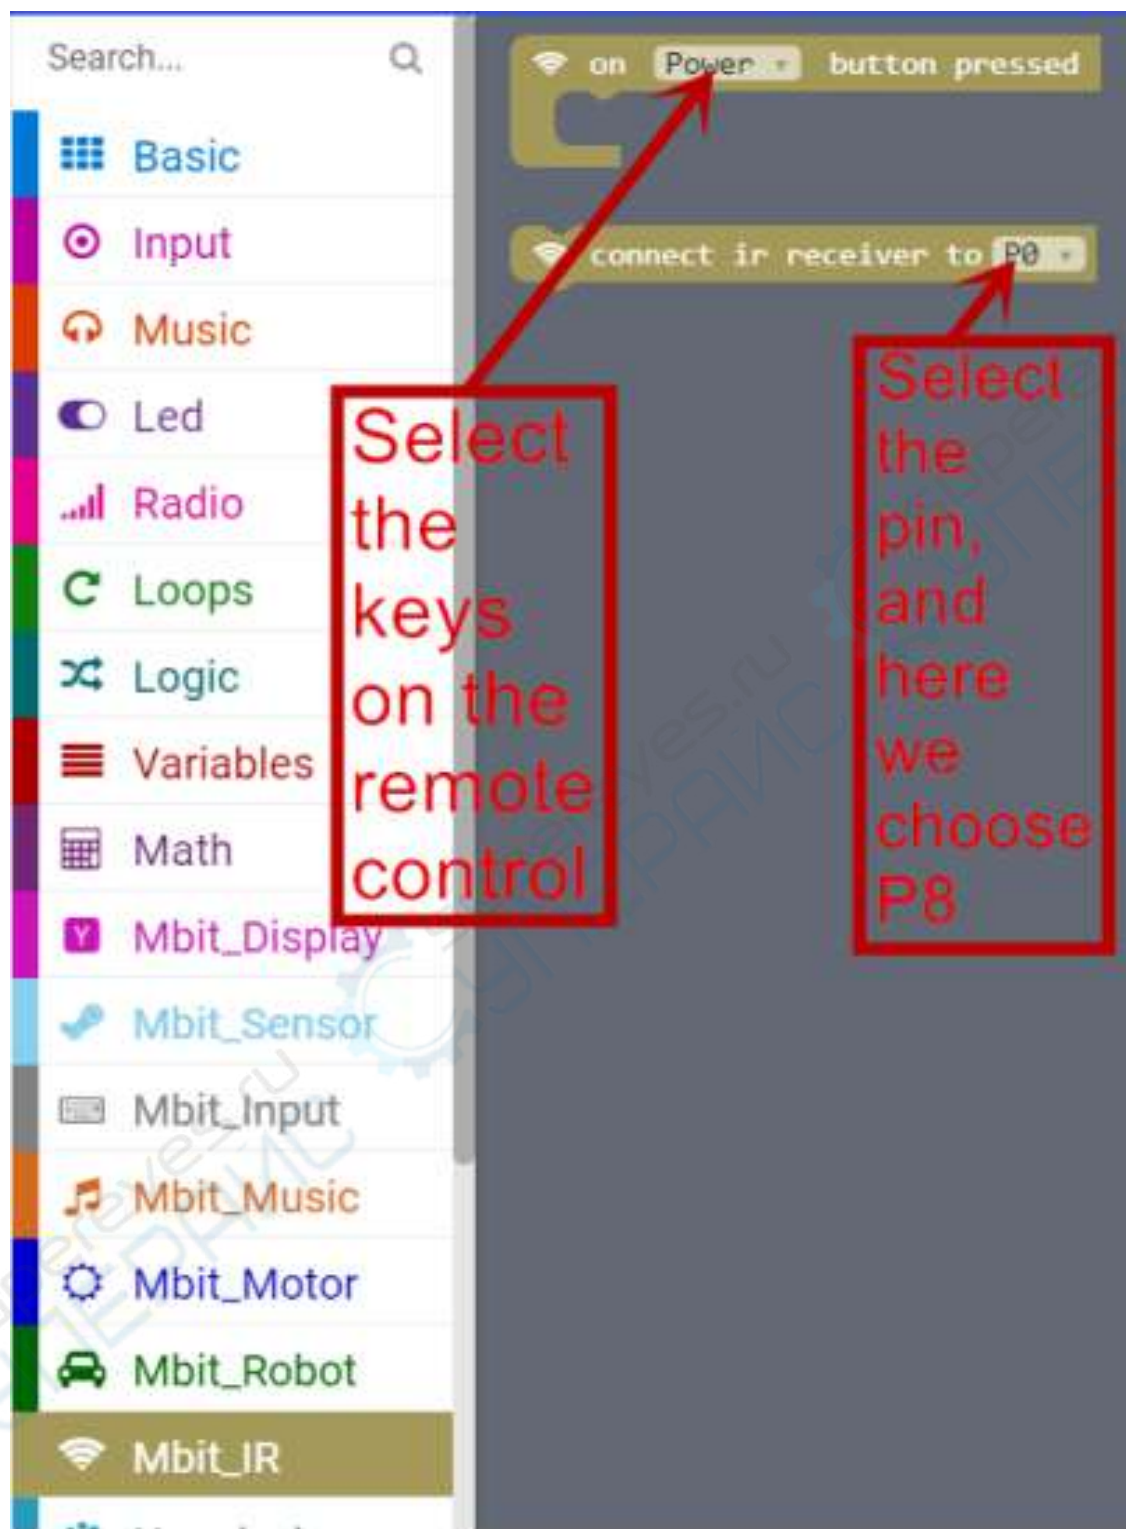 Search...
on Power button pressed
Basic
Input
connect ir receiver to P0
Music
Led
Radio
Loops
Logic
Variables
Math
Mbit_Display
Mbit_Sensor
Mbit_Input
Mbit_Music
Mbit_Motor
Mbit_Robot
Mbit_IR
Select
the
keys
on the
remote
control
Select
the
pin,
and
here
we
choose
P8